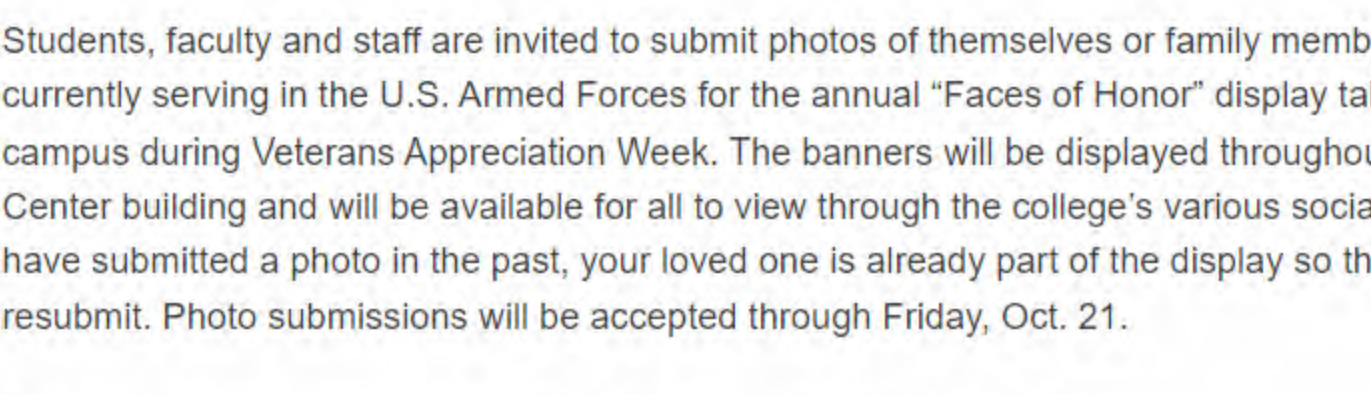 Students, faculty and staff are invited to submit photos of themselves or family memb
currently serving in the U.S. Armed Forces for the annual “Faces of Honor” display
campus during Veterans Appreciation Week. The banners will be displayed throughou
Center building and will be available for all to view through the college’s various socia
have submitted a photo in the past, your loved one is already part of the display so th
resubmit. Photo submissions will be accepted through Friday, Oct. 21.